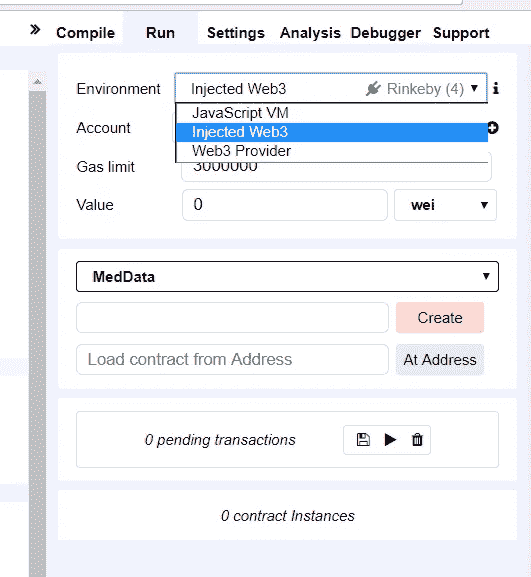 » Compile Run Settings Analysis Debugger Support
Environment Injected Web3 Rinkeby (4) ▼ i
JavaScript VM
Account Injected Web3
Web3 Provider
Gas limit 3000000
Value 0 wei ▼
MedData ▼
Create
Load contract from Address At Address
0 pending transactions
0 contract Instances